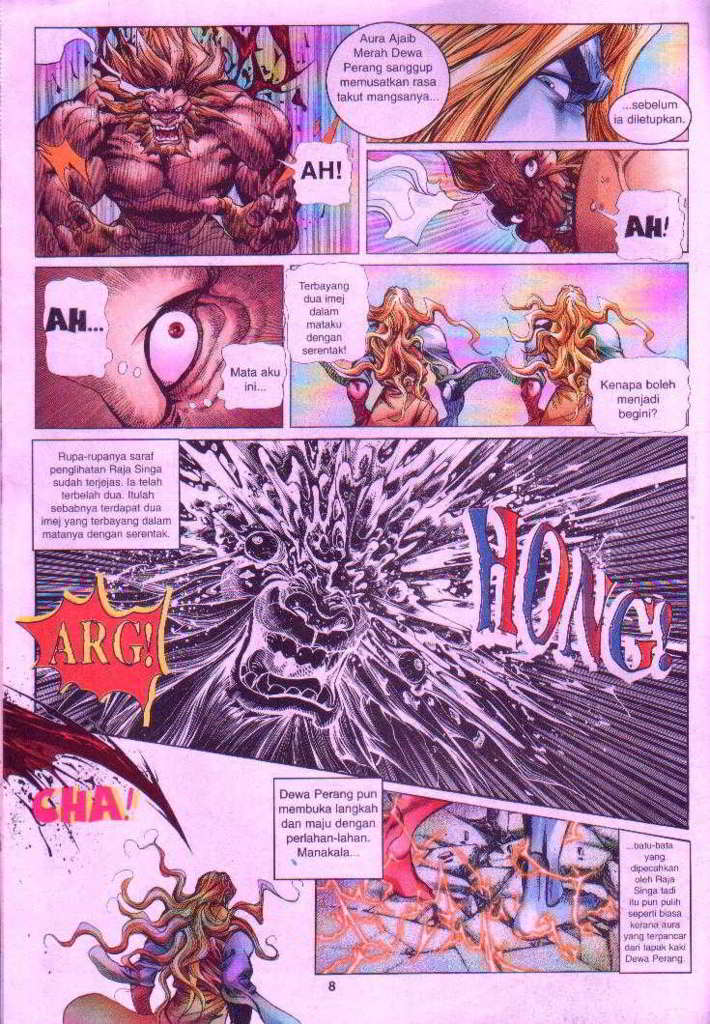 Aura Ajaib
Merah Dewa
Perang sanggup
memusatkan rasa
takut mangsanya...
...sebelum
ia diletupkan.
AH!
AH!
AH...
Mata aku
ini...
Terbayang
dua imej
dalam
mataku
dengan
serentak!
Kenapa boleh
menjadi
begini?
Rupa-rupanya saraf
penglihatan Raja Singa
sudah terjejas. Ia telah
terbelah dua. Itulah
sebabnya terdapat dua
imej yang terbayang dalam
matanya dengan serentak.
HONG!
ARG!
CHA!
Dewa Perang pun
membuka langkah
dan maju dengan
perlahan-lahan.
Manakala...
...batu-bata
yang
dipecahkan
oleh Raja
Singa tadi
itu pun pulih
seperti biasa
kerana aura
yang terpancar
dari tapak kaki
Dewa Perang.
8